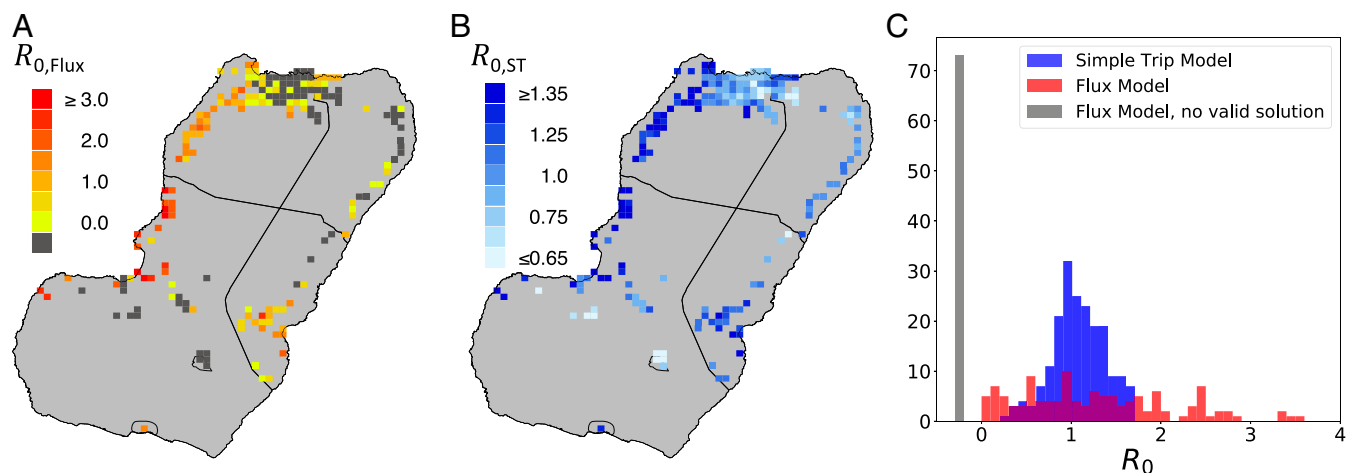 A
R0,Flux
≥ 3.0
2.0
1.0
0.0
B
R0,ST
≥1.35
1.25
1.0
0.75
≤0.65
C
Simple Trip Model
Flux Model
Flux Model, no valid solution
70
60
50
40
30
20
10
0
0 1 2 3 4
R0